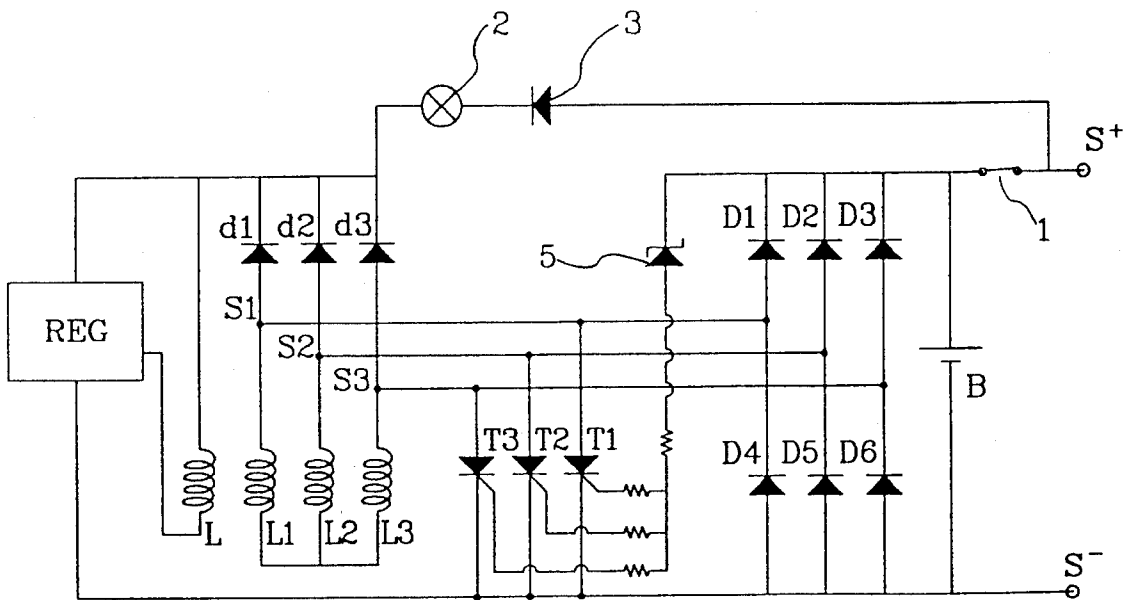 2
3
S+
d1 d2 d3
D1 D2 D3
1
5
REG
S1
S2
S3
B
T3 T2 T1
D4 D5 D6
L L1 L2 L3
S-